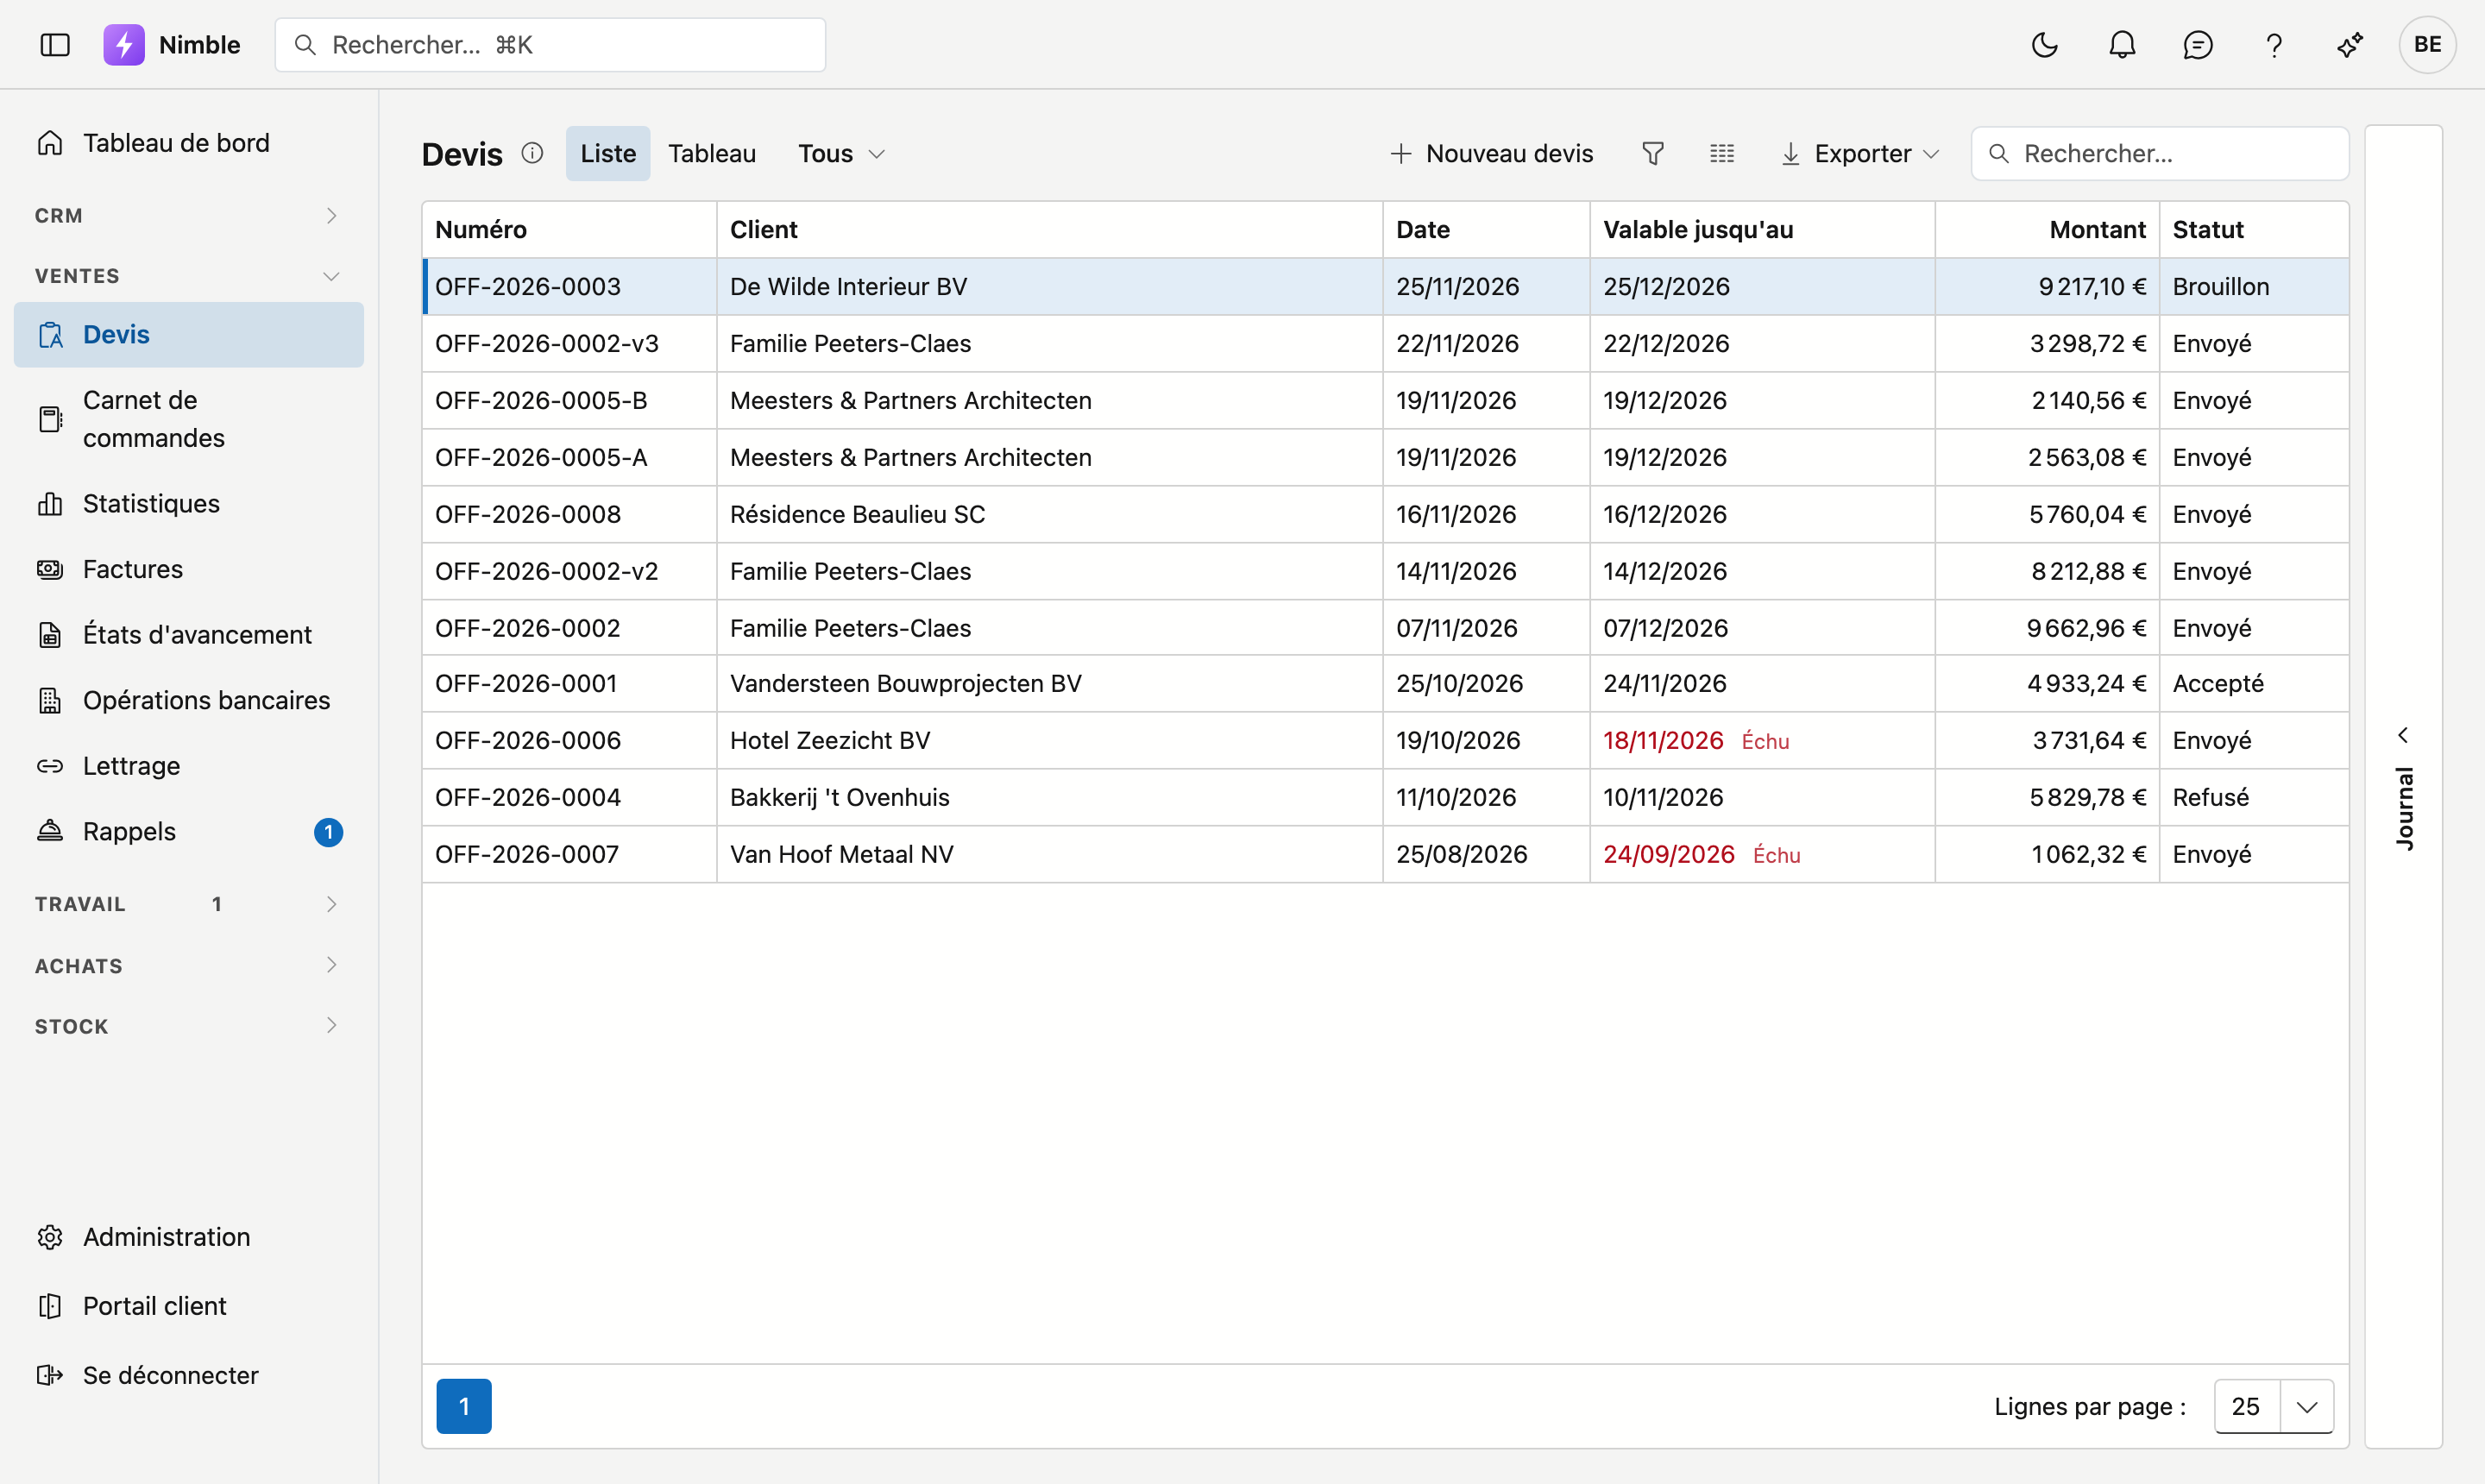 Nimble
Rechercher... ⌘K
BE
Tableau de bord
CRM
VENTES
Devis
Carnet de
commandes
Statistiques
Factures
États d'avancement
Opérations bancaires
Lettrage
Rappels 1
TRAVAIL 1
ACHATS
STOCK
Administration
Portail client
Se déconnecter
Devis Liste Tableau Tous Nouveau devis Exporter Rechercher...
Numéro Client Date Valable jusqu'au Montant Statut
OFF-2026-0003 De Wilde Interieur BV 25/11/2026 25/12/2026 9 217,10 € Brouillon
OFF-2026-0002-v3 Familie Peeters-Claes 22/11/2026 22/12/2026 3 298,72 € Envoyé
OFF-2026-0005-B Meesters & Partners Architecten 19/11/2026 19/12/2026 2 140,56 € Envoyé
OFF-2026-0005-A Meesters & Partners Architecten 19/11/2026 19/12/2026 2 563,08 € Envoyé
OFF-2026-0008 Résidence Beaulieu SC 16/11/2026 16/12/2026 5 760,04 € Envoyé
OFF-2026-0002-v2 Familie Peeters-Claes 14/11/2026 14/12/2026 8 212,88 € Envoyé
OFF-2026-0002 Familie Peeters-Claes 07/11/2026 07/12/2026 9 662,96 € Envoyé
OFF-2026-0001 Vandersteen Bouwprojecten BV 25/10/2026 24/11/2026 4 933,24 € Accepté
OFF-2026-0006 Hotel Zeezicht BV 19/10/2026 18/11/2026 Échu 3 731,64 € Envoyé
OFF-2026-0004 Bakkerij 't Ovenhuis 11/10/2026 10/11/2026 5 829,78 € Refusé
OFF-2026-0007 Van Hoof Metaal NV 25/08/2026 24/09/2026 Échu 1 062,32 € Envoyé
1
Lignes par page : 25
Journal